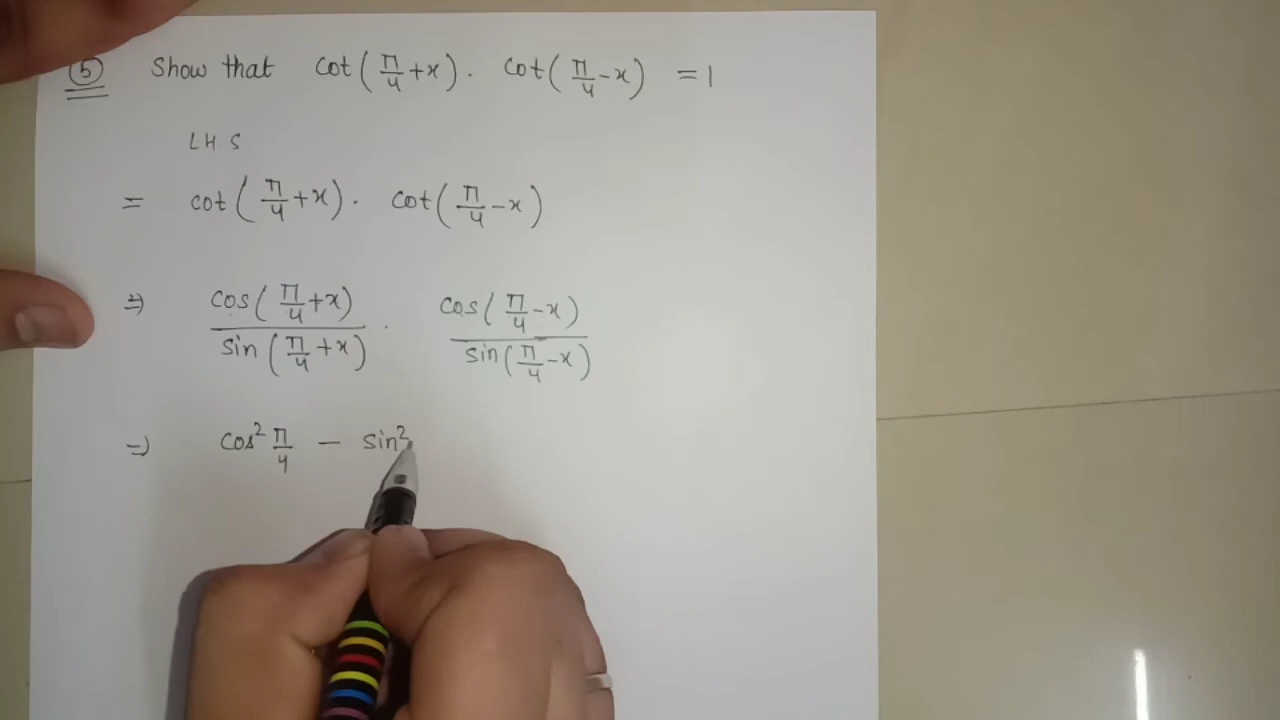 5 Show that cot(π/4+x). cot(π/4-x) =1
LHS
= cot(π/4+x). cot(π/4-x)
⇒ cos(π/4+x)/sin(π/4+x) . cos(π/4-x)/sin(π/4-x)
⇒ cos² π/4 - sin²